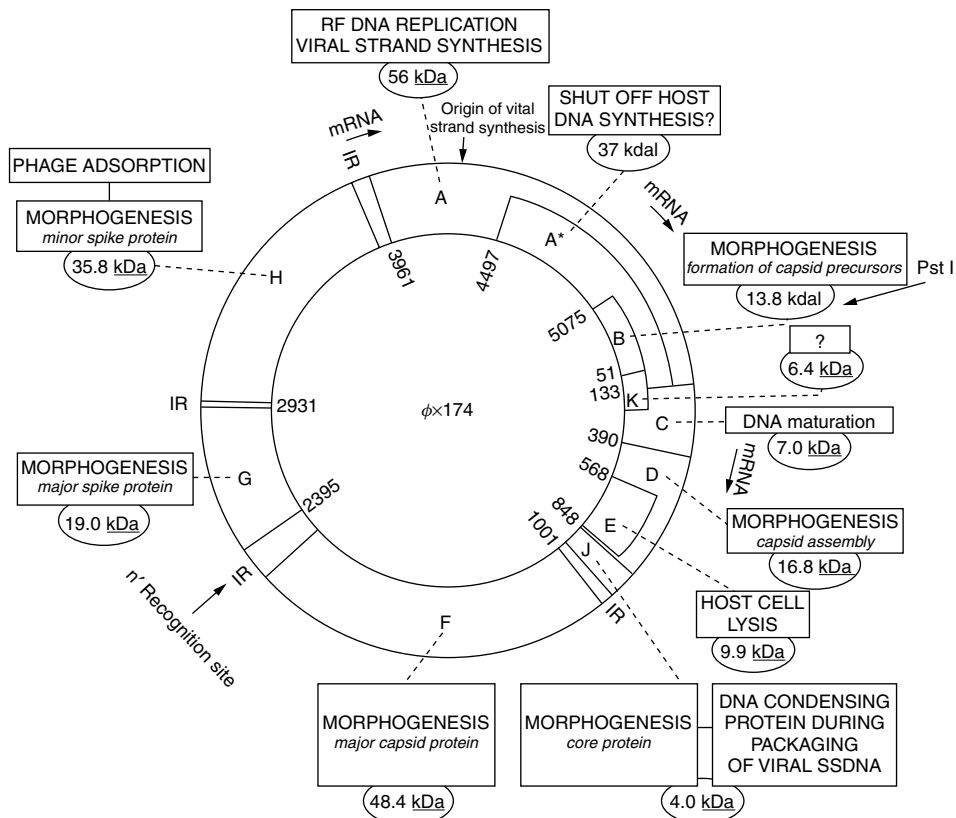 RF DNA REPLICATION
VIRAL STRAND SYNTHESIS
56 kDa
mRNA
IR
Origin of vital
strand synthesis
SHUT OFF HOST
DNA SYNTHESIS?
37 kdal
mRNA
PHAGE ADSORPTION
MORPHOGENESIS
minor spike protein
35.8 kDa
H
A
A*
3961
4497
MORPHOGENESIS
formation of capsid precursors
13.8 kdal
Pst I
5075
B
?
6.4 kDa
51
133
K
IR
2931
ϕ×174
C
DNA maturation
7.0 kDa
mRNA
390
568
D
MORPHOGENESIS
capsid assembly
16.8 kDa
MORPHOGENESIS
major spike protein
19.0 kDa
G
2395
848
1001
E
J
IR
IR
n′ Recognition site
HOST CELL
LYSIS
9.9 kDa
F
MORPHOGENESIS
major capsid protein
48.4 kDa
MORPHOGENESIS
core protein
DNA CONDENSING
PROTEIN DURING
PACKAGING
OF VIRAL SSDNA
4.0 kDa